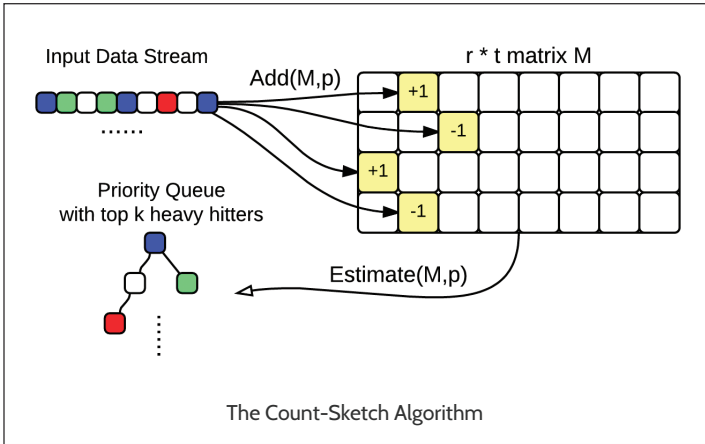 Input Data Stream
r * t matrix M
Add(M,p)
+1
-1
......
+1
Priority Queue
with top k heavy hitters
-1
Estimate(M,p)
The Count-Sketch Algorithm